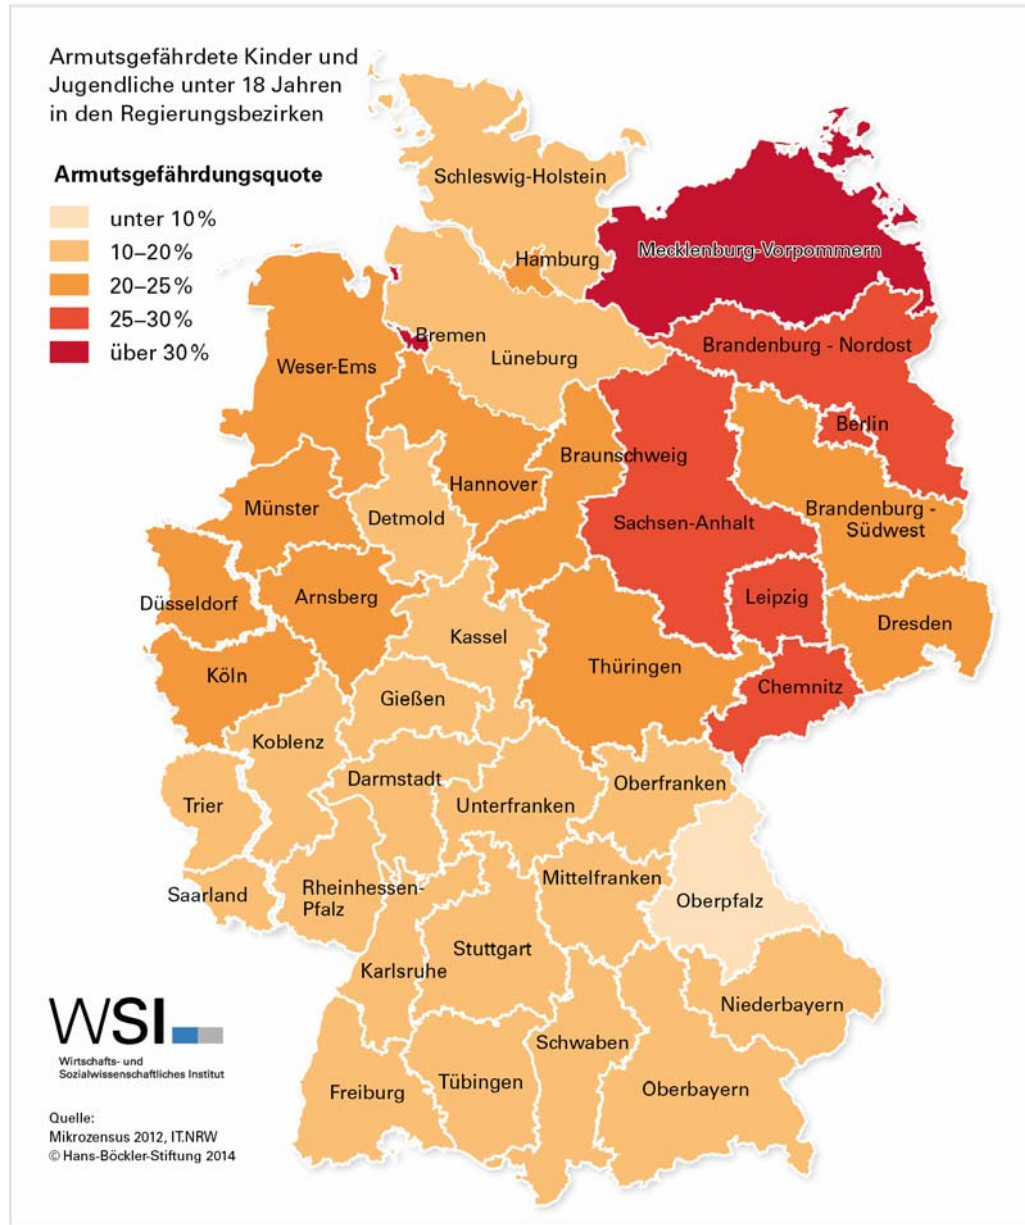 Armutsgefährdete Kinder und
Jugendliche unter 18 Jahren
in den Regierungsbezirken
Armutsgefährdungsquote
unter 10 %
10–20 %
20–25 %
25–30 %
über 30 %
Schleswig-Holstein
Hamburg
Mecklenburg-Vorpommern
Bremen
Lüneburg
Brandenburg - Nordost
Weser-Ems
Berlin
Braunschweig
Hannover
Münster
Detmold
Sachsen-Anhalt
Brandenburg -
Südwest
Düsseldorf
Arnsberg
Leipzig
Dresden
Kassel
Köln
Thüringen
Chemnitz
Gießen
Koblenz
Darmstadt
Oberfranken
Trier
Unterfranken
Mittelfranken
Saarland
Rheinhessen-
Pfalz
Oberpfalz
Stuttgart
Karlsruhe
Niederbayern
Schwaben
Tübingen
Freiburg
Oberbayern
WSI
Wirtschafts- und
Sozialwissenschaftliches Institut
Quelle:
Mikrozensus 2012, IT.NRW
© Hans-Böckler-Stiftung 2014